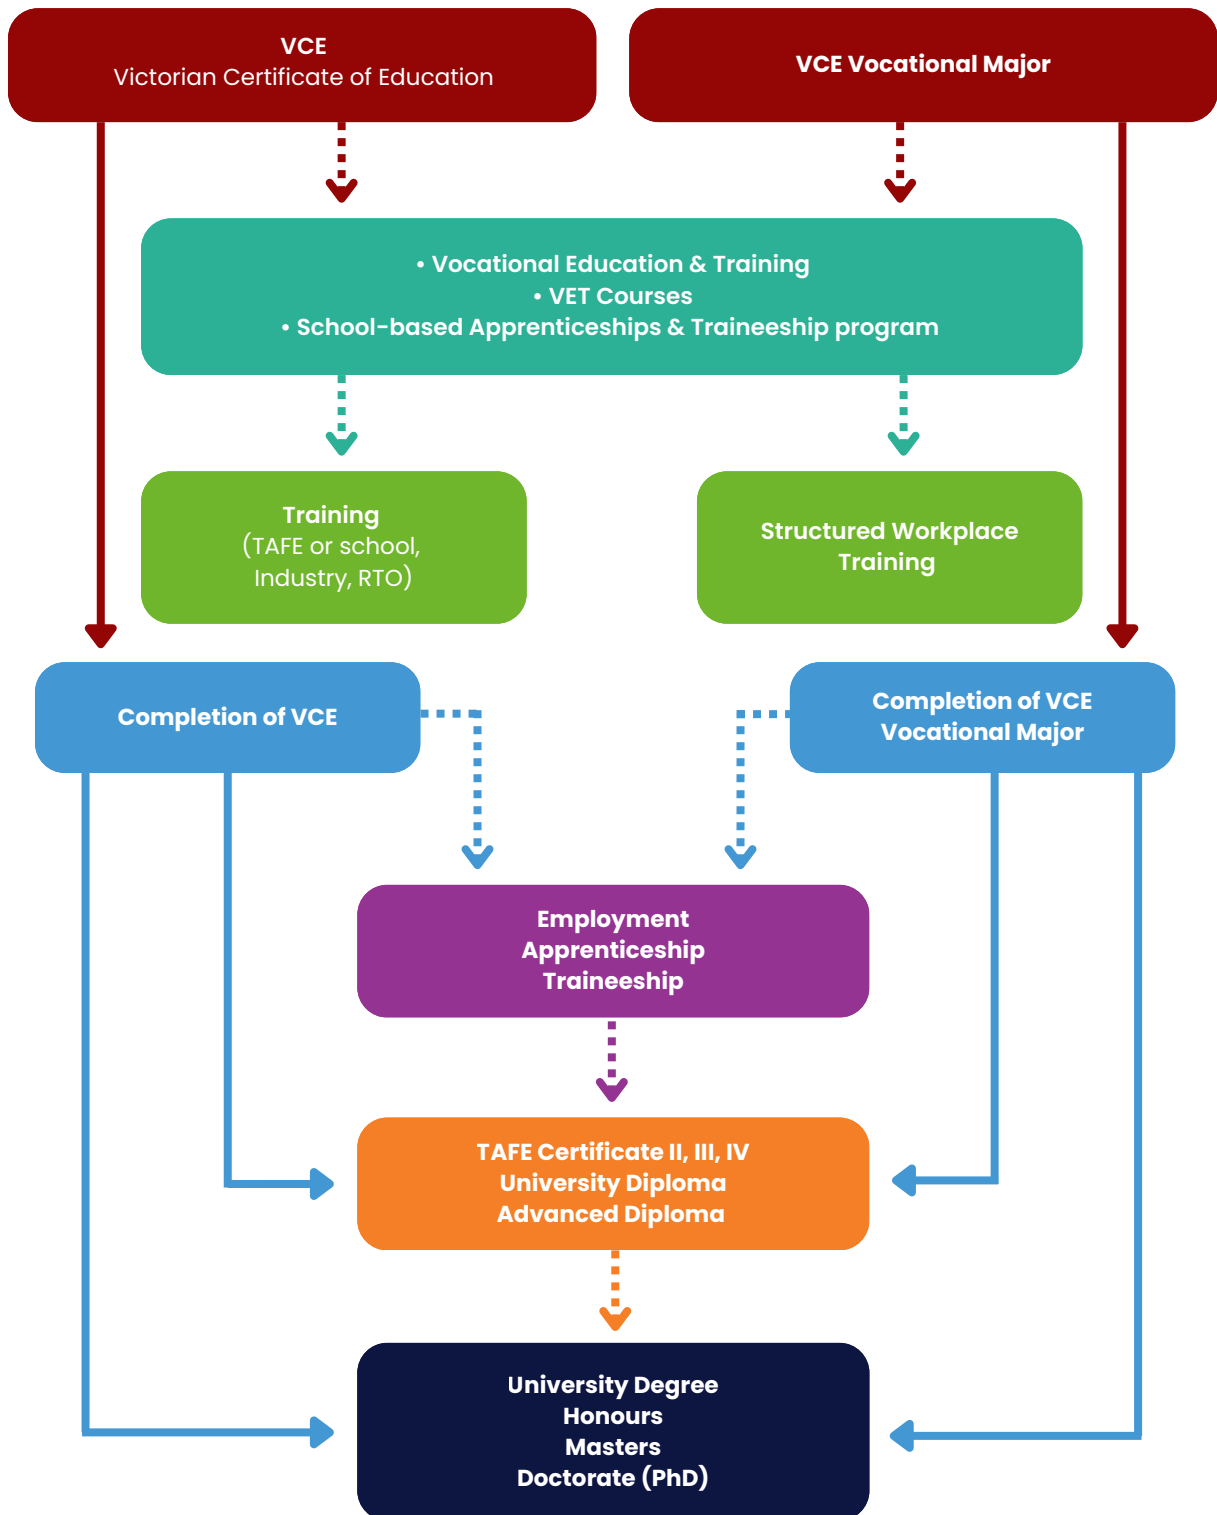 VCE
Victorian Certificate of Education
VCE Vocational Major
• Vocational Education & Training
• VET Courses
• School-based Apprenticeships & Traineeship program
Training
(TAFE or school,
Industry, RTO)
Structured Workplace
Training
Completion of VCE
Completion of VCE
Vocational Major
Employment
Apprenticeship
Traineeship
TAFE Certificate II, III, IV
University Diploma
Advanced Diploma
University Degree
Honours
Masters
Doctorate (PhD)